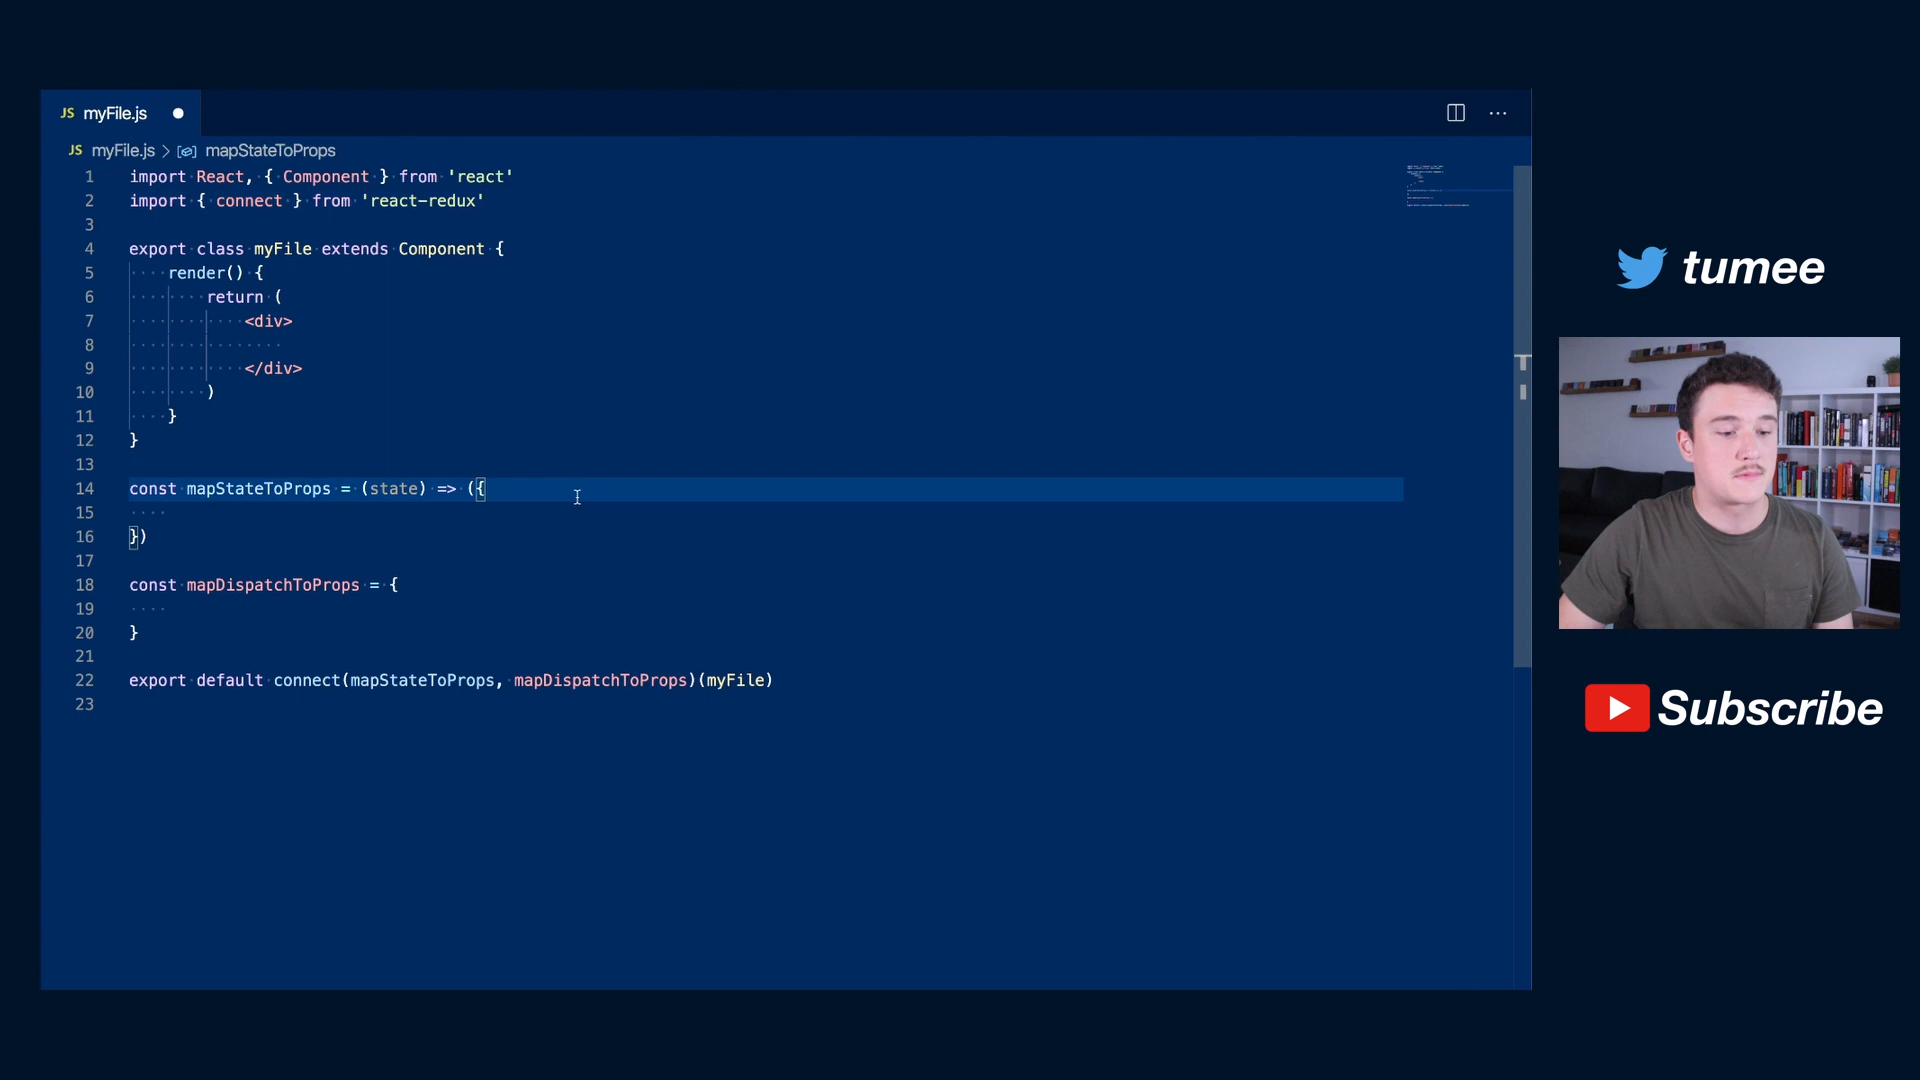 JS myFile.js
JS myFile.js > mapStateToProps
1 import React, { Component } from 'react'
2 import { connect } from 'react-redux'
3
4 export class myFile extends Component {
5 render() {
6 return (
7 <div>
8
9 </div>
10 )
11 }
12 }
13
14 const mapStateToProps = (state) => ({
15
16 })
17
18 const mapDispatchToProps = {
19
20 }
21
22 export default connect(mapStateToProps, mapDispatchToProps)(myFile)
23
tumee
Subscribe